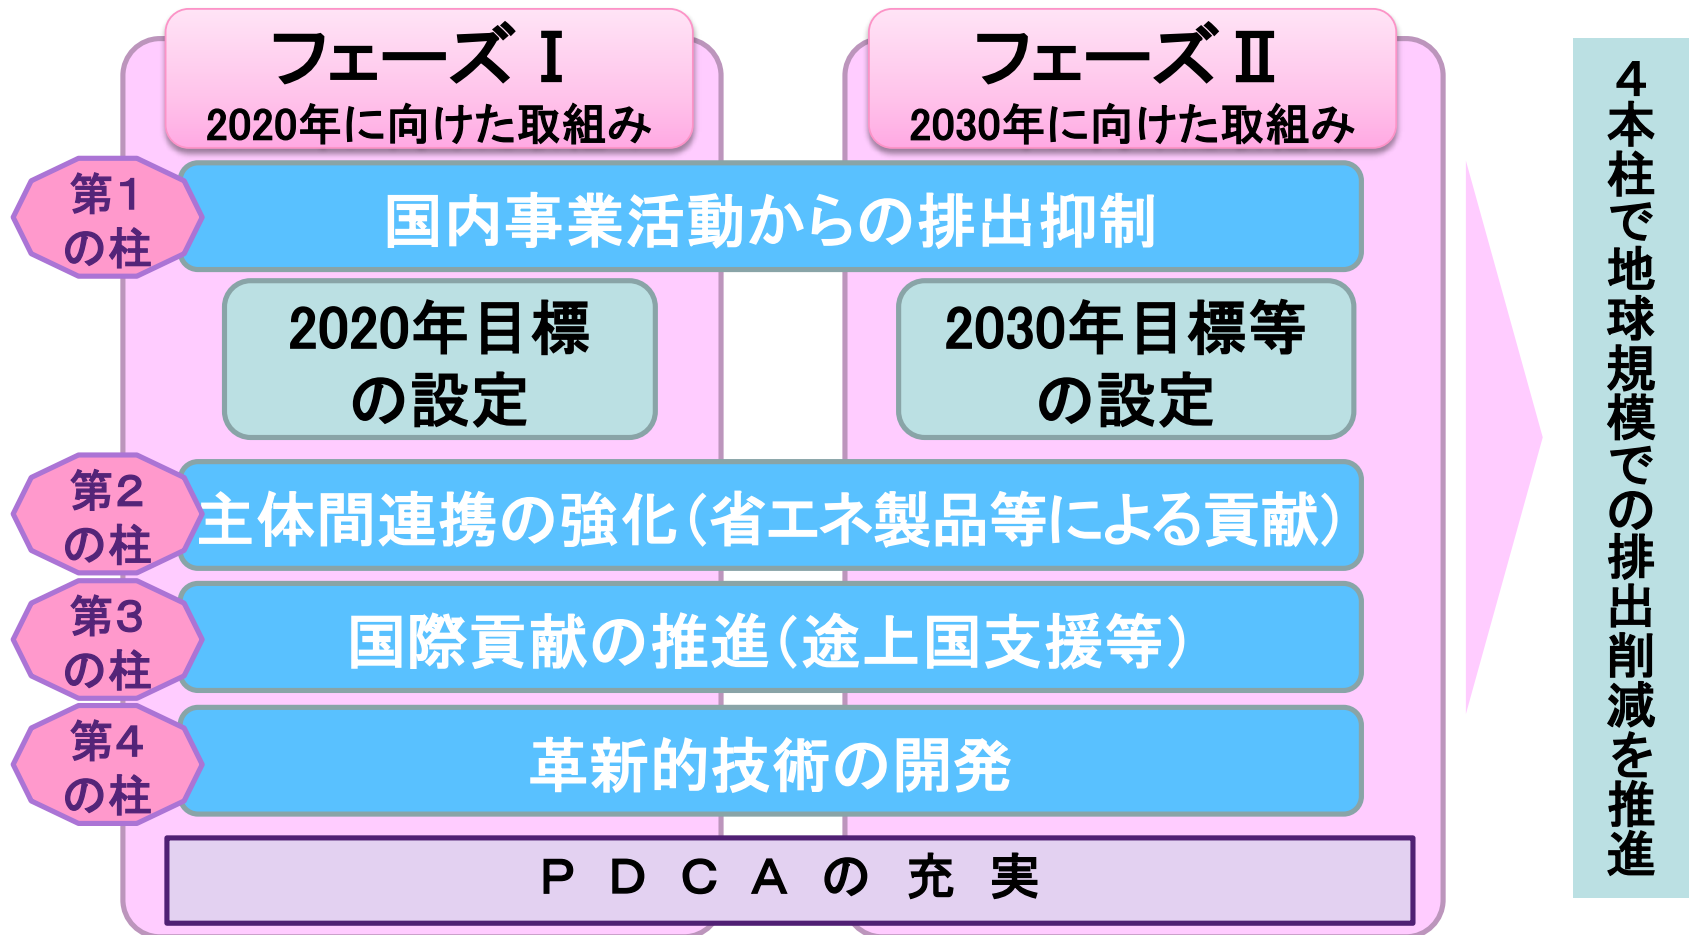 フェーズⅠ
2020年に向けた取組み
フェーズⅡ
2030年に向けた取組み
第1
の柱
国内事業活動からの排出抑制
2020年目標
の設定
2030年目標等
の設定
第2
の柱
主体間連携の強化（省エネ製品等による貢献）
第3
の柱
国際貢献の推進（途上国支援等）
第4
の柱
革新的技術の開発
ＰＤＣＡの充実
４本柱で地球規模での排出削減を推進